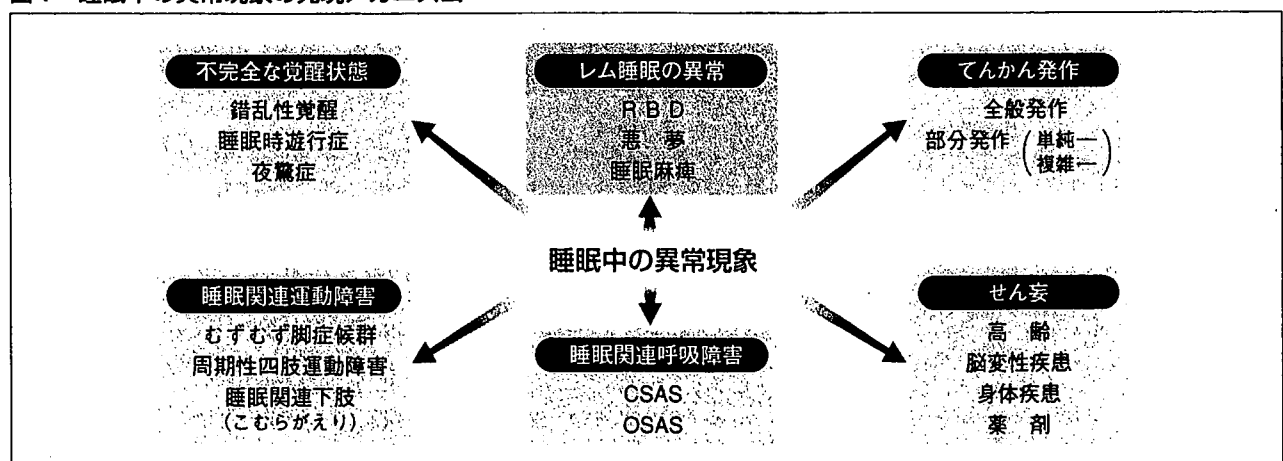 不完全な覚醒状態
錯乱性覚醒
睡眠時遊行症
夜驚症
レム睡眠の異常
RBD
悪夢
睡眠麻痺
てんかん発作
全般発作
部分発作(単純―
複雑―)
睡眠中の異常現象
睡眠関連運動障害
むずむず脚症候群
周期性四肢運動障害
睡眠関連下肢
(こむらがえり)
睡眠関連呼吸障害
CSAS
OSAS
せん妄
高齢
脳変性疾患
身体疾患
薬剤